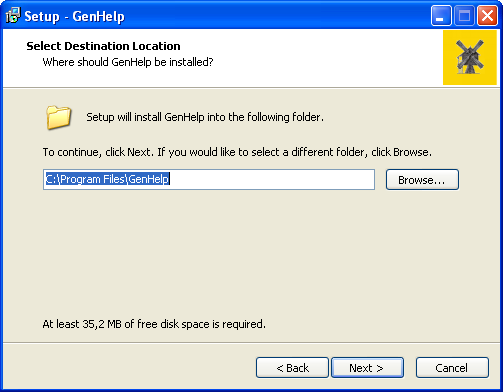 Setup - GenHelp
Select Destination Location
Where should GenHelp be installed?
Setup will install GenHelp into the following folder.
To continue, click Next. If you would like to select a different folder, click Browse.
C:\Program Files\GenHelp
Browse...
At least 35,2 MB of free disk space is required.
< Back
Next >
Cancel